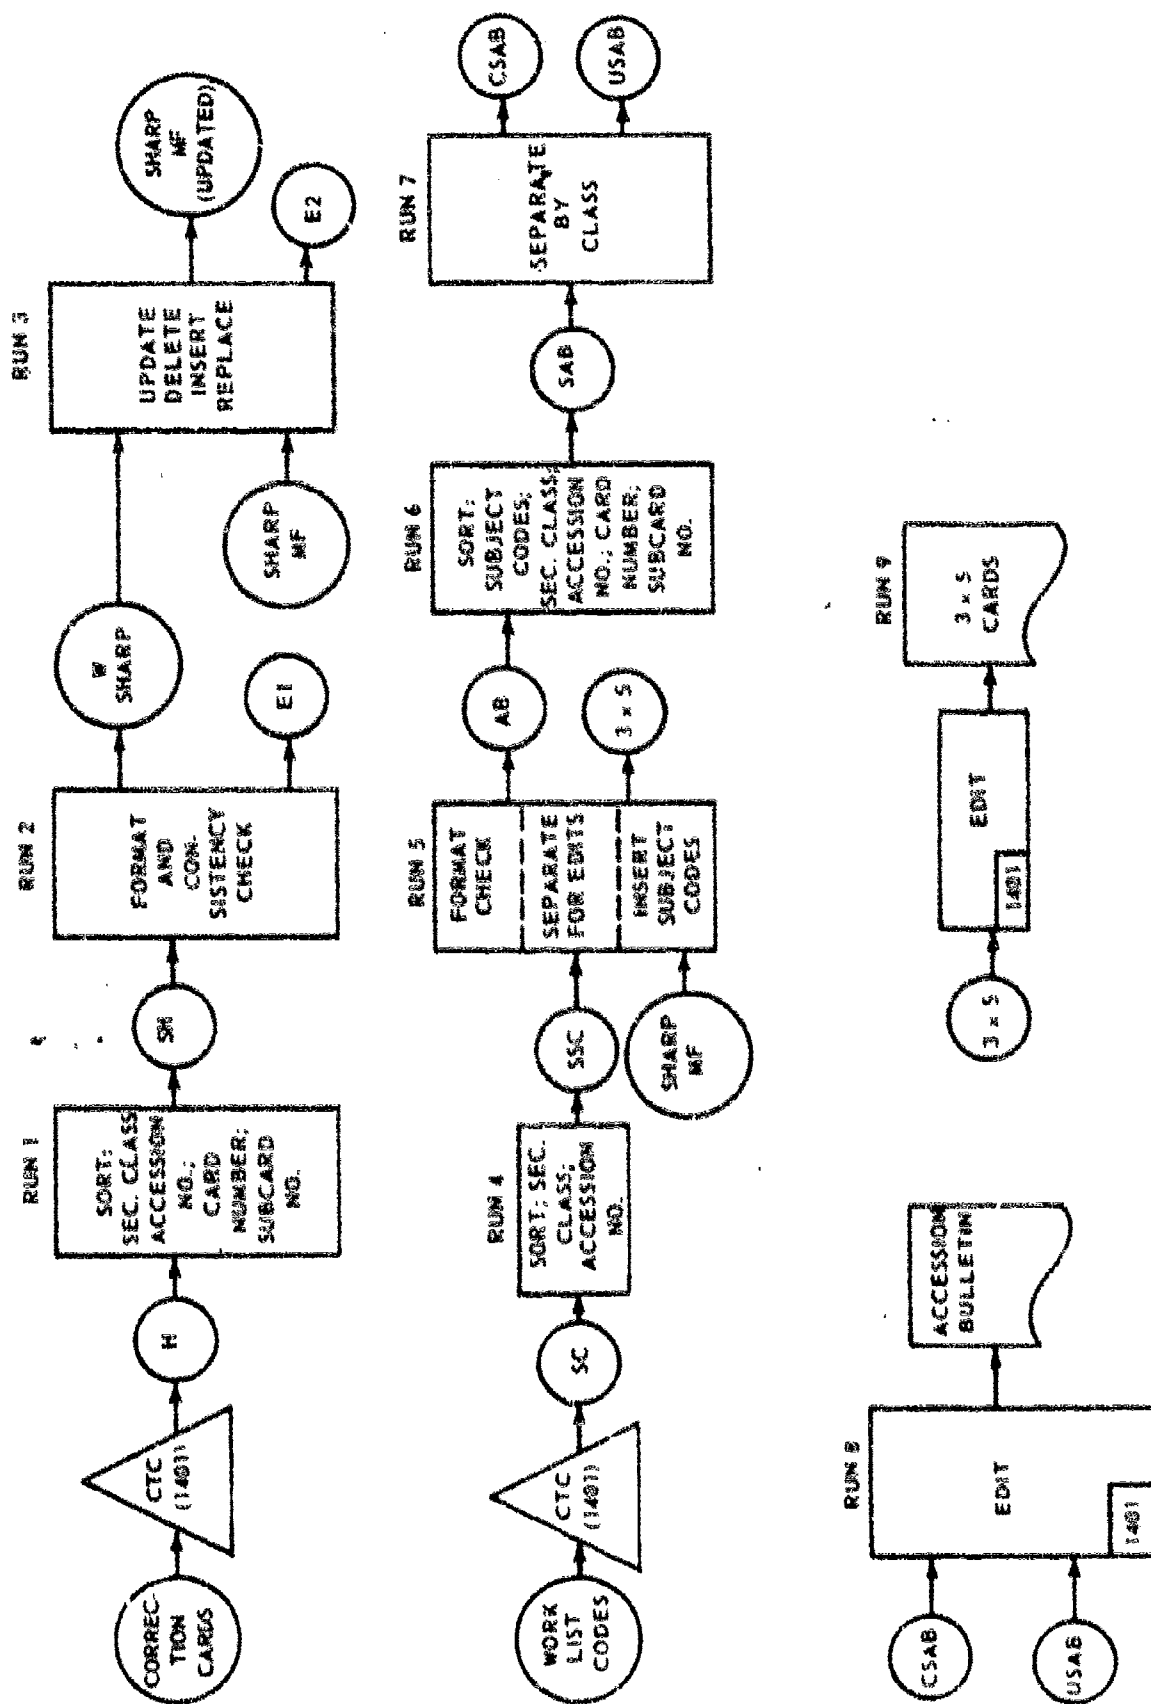 CORREC-
TION
CARDS
CTC
(1401)
H
RUN 1
SORT:
SEC. CLASS
ACCESSION
NO.;
CARD
NUMBER;
SUBCARD
NO.
SH
RUN 2
FORMAT
AND
CON-
SISTENCY
CHECK
W
SHARP
E1
SHARP
MF
RUN 3
UPDATE
DELETE
INSERT
REPLACE
SHARP
MF
(UPDATED)
E2
WORK
LIST
CODES
CTC
(1401)
SC
RUN 4
SORT; SEC.
CLASS;
ACCESSION
NO.
SSC
SHARP
MF
RUN 5
FORMAT
CHECK
SEPARATE
FOR EDITS
INSERT
SUBJECT
CODES
AB
3 x 5
RUN 6
SORT:
SUBJECT
CODES;
SEC. CLASS;
ACCESSION
NO.; CARD
NUMBER;
SUBCARD
NO.
SAB
RUN 7
SEPARATE
BY
CLASS
CSAB
USAB
CSAB
USAB
RUN 8
EDIT
1401
ACCESSION
BULLETIN
3 x 5
EDIT
1401
RUN 9
3 x 5
CARDS